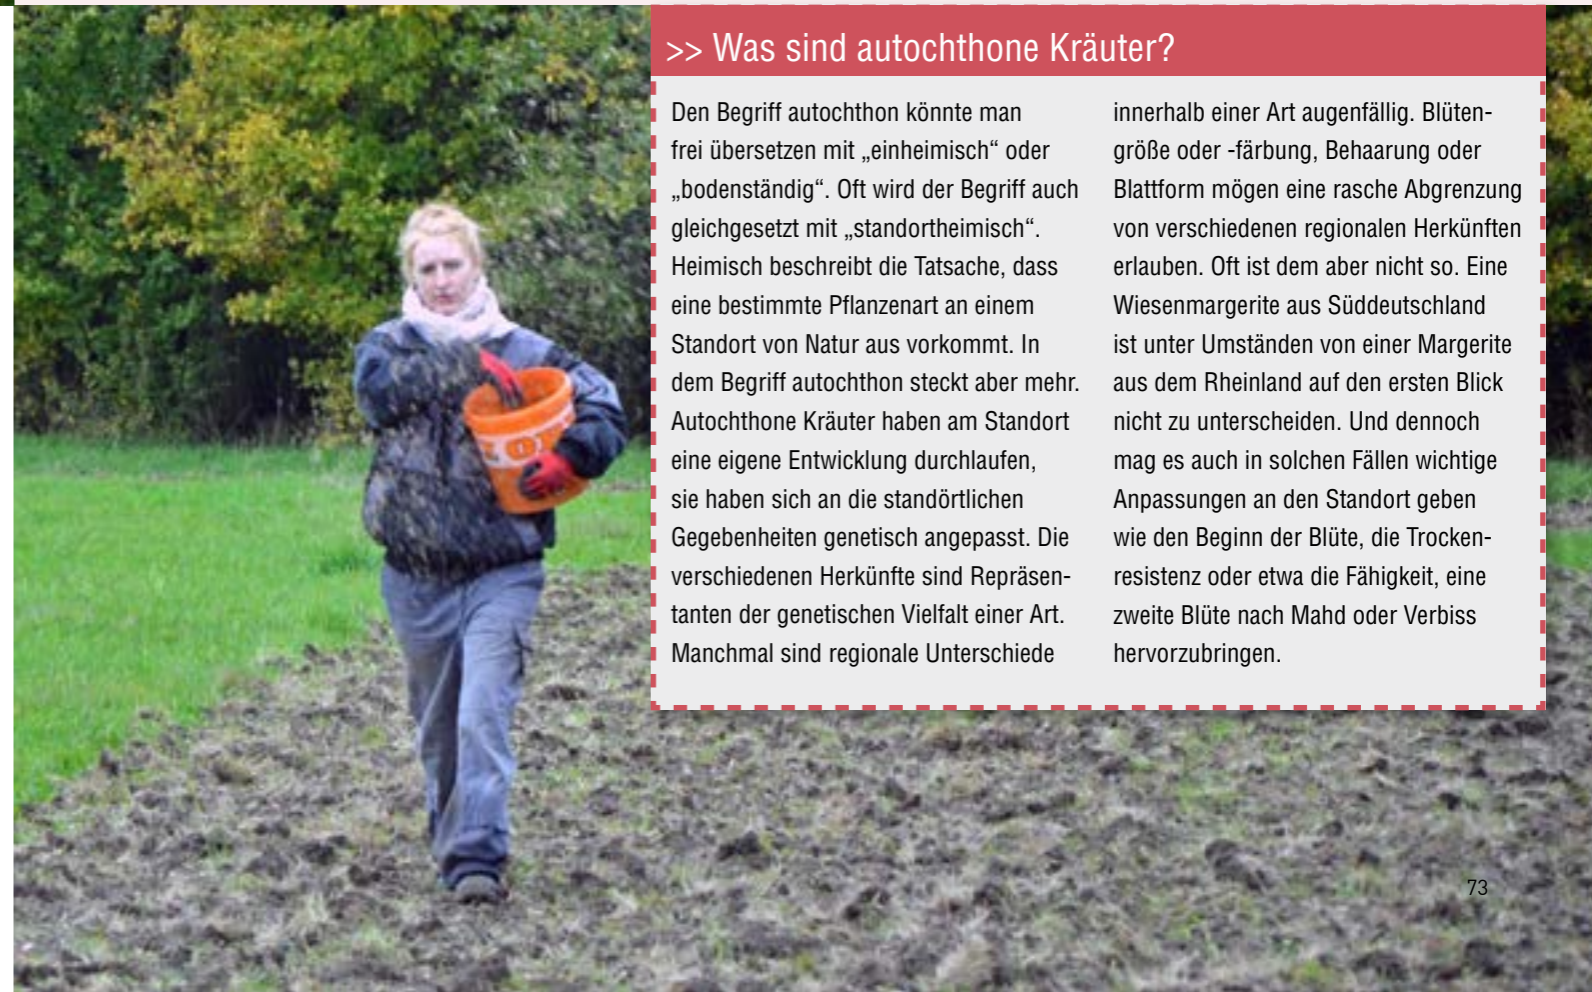 >> Was sind autochthone Kräuter?
Den Begriff autochthon könnte man
frei übersetzen mit „einheimisch“ oder
„bodenständig“. Oft wird der Begriff auch
gleichgesetzt mit „standortheimisch“.
Heimisch beschreibt die Tatsache, dass
eine bestimmte Pflanzenart an einem
Standort von Natur aus vorkommt. In
dem Begriff autochthon steckt aber mehr.
Autochthone Kräuter haben am Standort
eine eigene Entwicklung durchlaufen,
sie haben sich an die standörtlichen
Gegebenheiten genetisch angepasst. Die
verschiedenen Herkünfte sind Repräsen-
tanten der genetischen Vielfalt einer Art.
Manchmal sind regionale Unterschiede
innerhalb einer Art augenfällig. Blüten-
größe oder -färbung, Behaarung oder
Blattform mögen eine rasche Abgrenzung
von verschiedenen regionalen Herkünften
erlauben. Oft ist dem aber nicht so. Eine
Wiesenmargerite aus Süddeutschland
ist unter Umständen von einer Margerite
aus dem Rheinland auf den ersten Blick
nicht zu unterscheiden. Und dennoch
mag es auch in solchen Fällen wichtige
Anpassungen an den Standort geben
wie den Beginn der Blüte, die Trocken-
resistenz oder etwa die Fähigkeit, eine
zweite Blüte nach Mahd oder Verbiss
hervorzubringen.
73